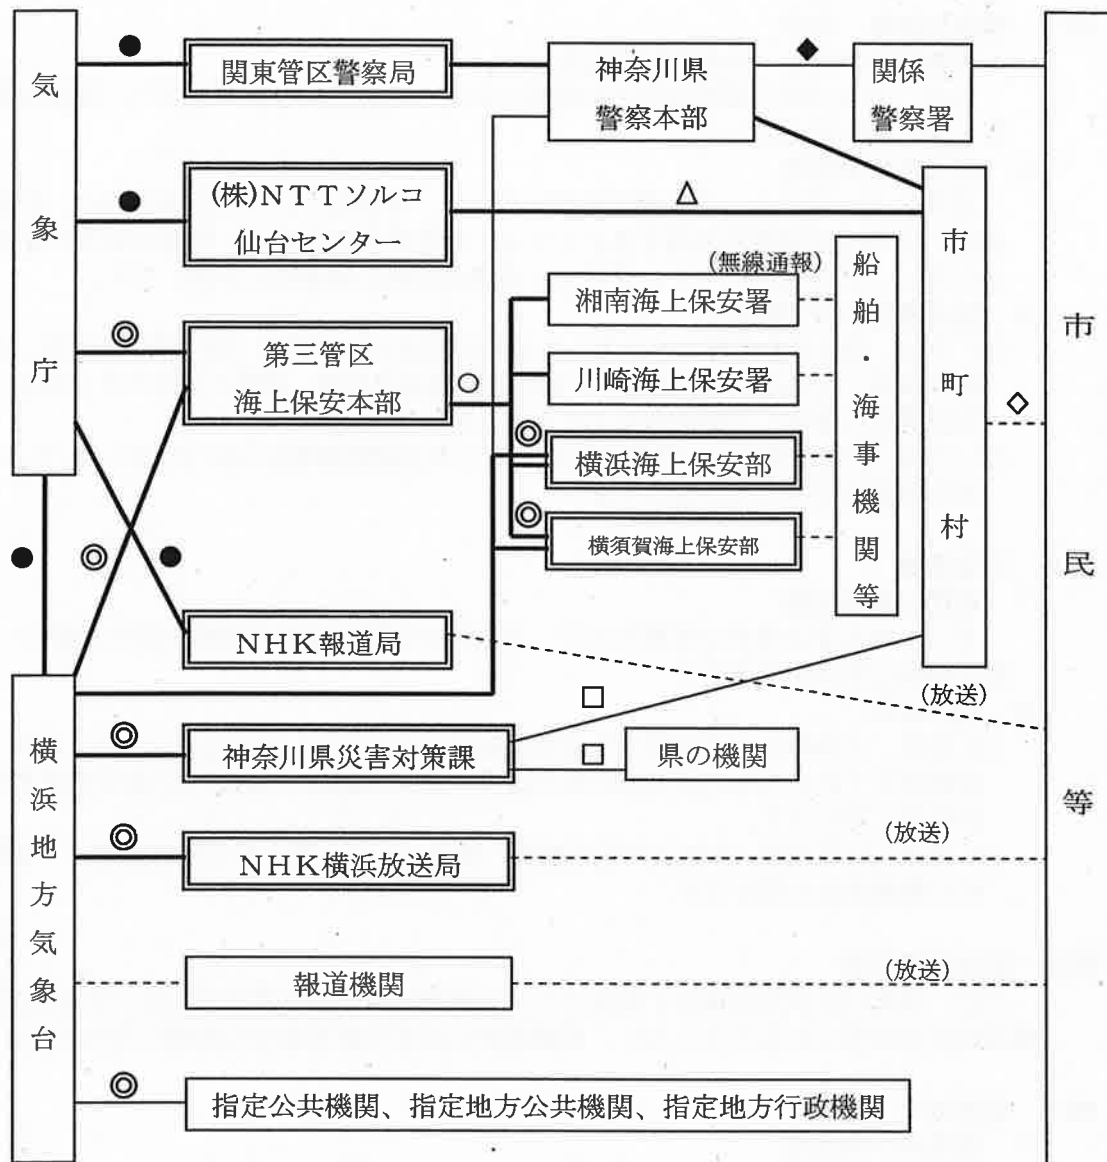 気象庁
関東管区警察局
神奈川県
警察本部
関係
警察署
(株)NTTソルコ
仙台センター
市町村
(無線通報)
船舶・海事機関等
湘南海上保安署
第三管区
海上保安本部
川崎海上保安署
横浜海上保安部
横須賀海上保安部
市民等
NHK報道局
(放送)
横浜地方気象台
神奈川県災害対策課
県の機関
NHK横浜放送局
(放送)
報道機関
(放送)
指定公共機関、指定地方公共機関、指定地方行政機関